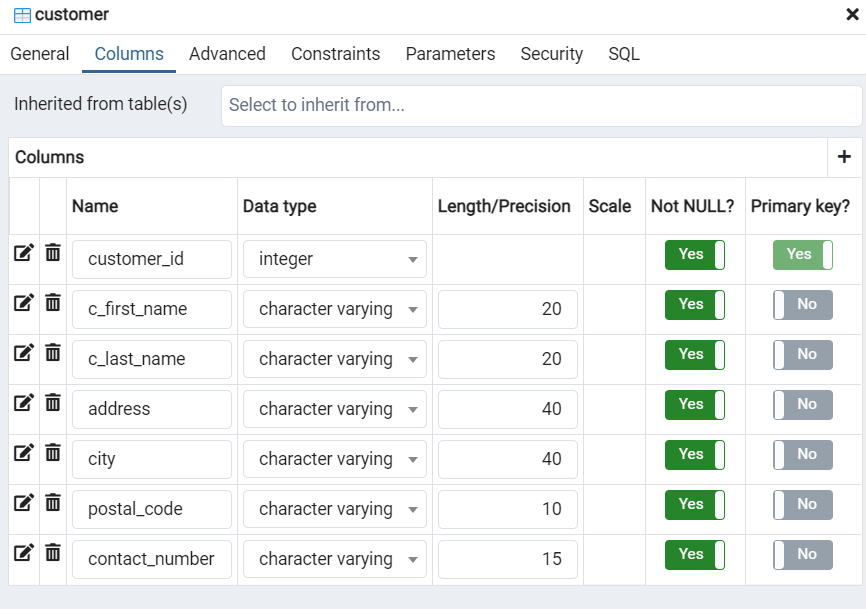 customer
General Columns Advanced Constraints Parameters Security SQL
Inherited from table(s) Select to inherit from...
Columns
Name Data type Length/Precision Scale Not NULL? Primary key?
customer_id integer Yes Yes
c_first_name character varying 20 Yes No
c_last_name character varying 20 Yes No
address character varying 40 Yes No
city character varying 40 Yes No
postal_code character varying 10 Yes No
contact_number character varying 15 Yes No